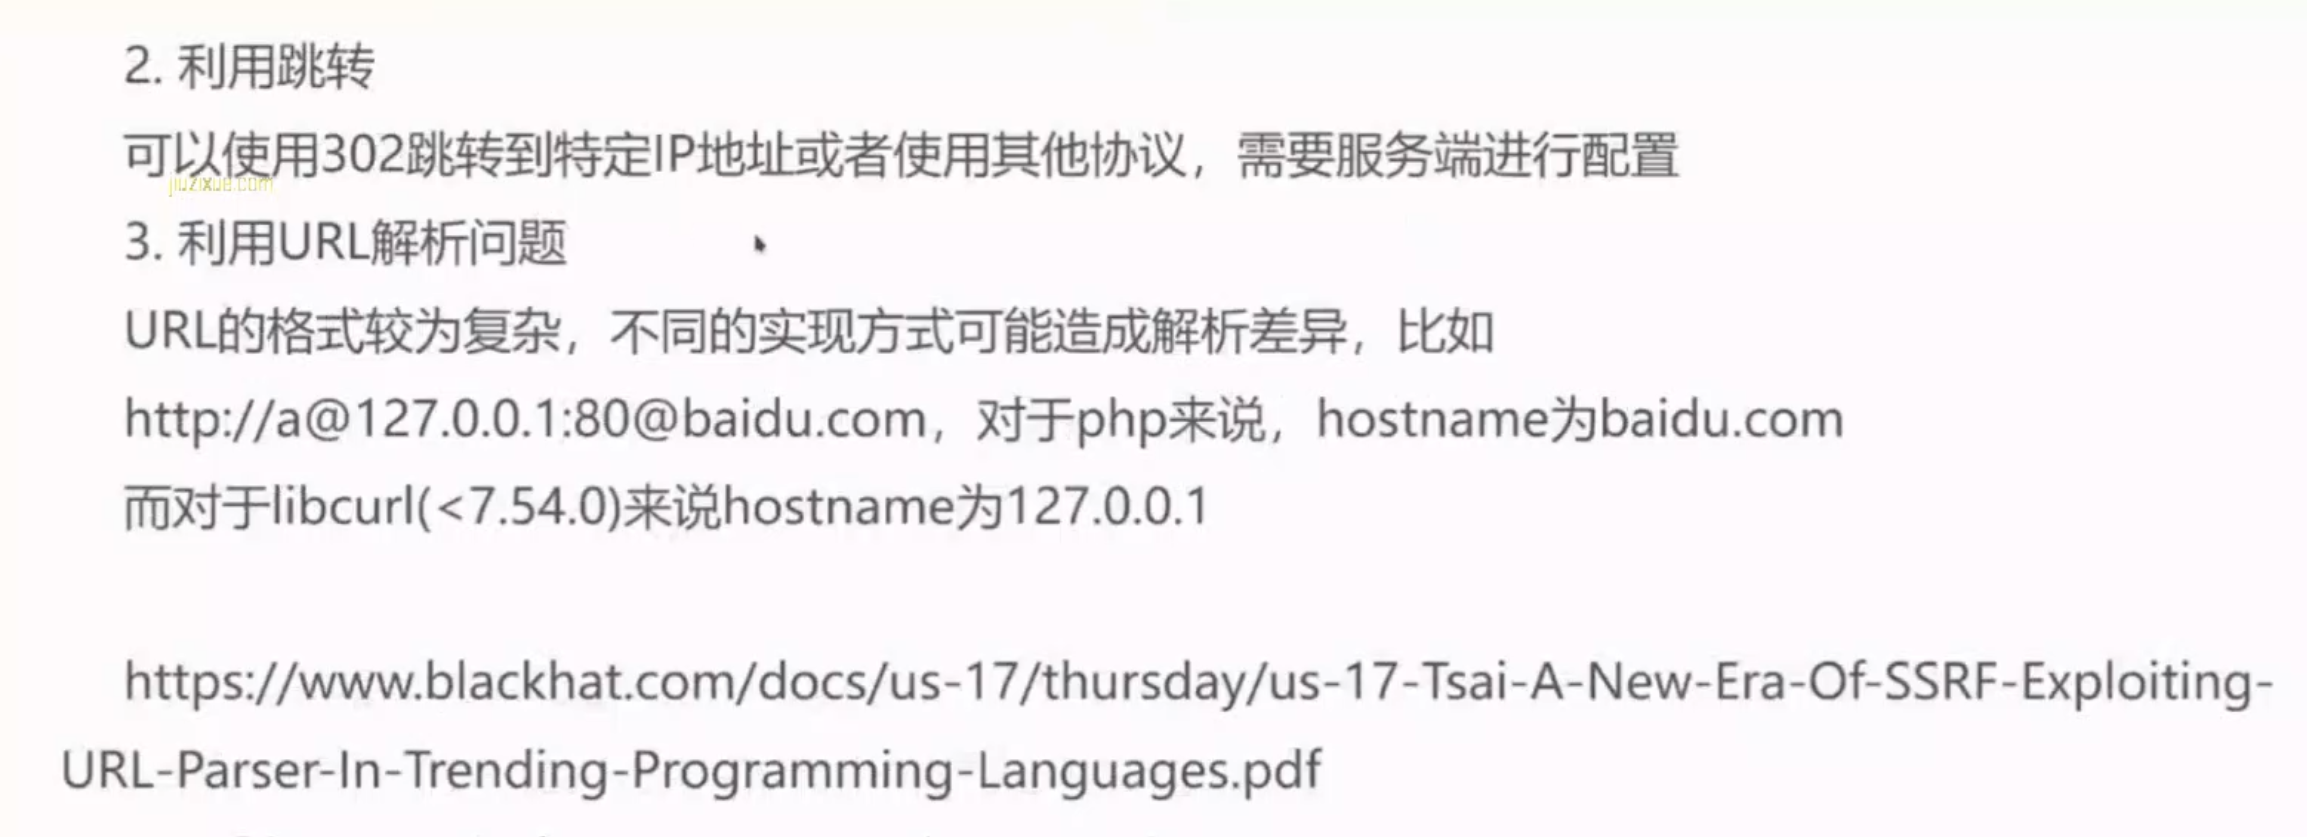 2. 利用跳转
可以使用302跳转到特定IP地址或者使用其他协议，需要服务端进行配置
jiuzixue.com
3. 利用URL解析问题
URL的格式较为复杂，不同的实现方式可能造成解析差异，比如
http://a@127.0.0.1:80@baidu.com，对于php来说，hostname为baidu.com
而对于libcurl(<7.54.0)来说hostname为127.0.0.1
https://www.blackhat.com/docs/us-17/thursday/us-17-Tsai-A-New-Era-Of-SSRF-Exploiting-
URL-Parser-In-Trending-Programming-Languages.pdf